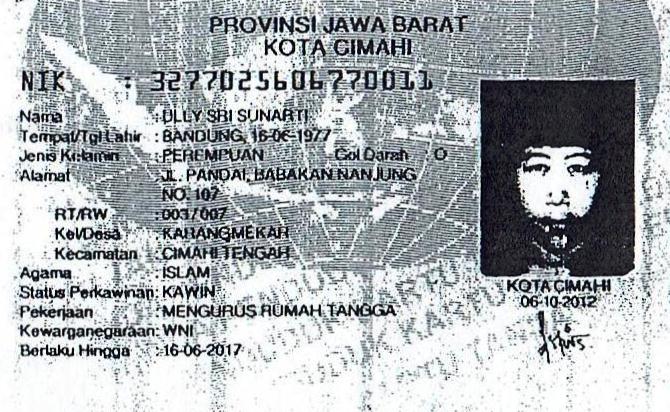 PROVINSI JAWA BARAT
KOTA CIMAHI
NIK : 3277025606770011
Nama : ULLY SRI SUNARTI
Tempat/Tgl Lahir : BANDUNG, 16-06-1977
Jenis Kelamin : PEREMPUAN Gol Darah O
Alamat : JL. PANDAI, BABAKAN NANJUNG
NO. 107
RT/RW : 003/007
Kel/Desa : KARANGMEKAR
Kecamatan : CIMAHI TENGAH
Agama : ISLAM
Status Perkawinan: KAWIN
Pekerjaan : MENGURUS RUMAH TANGGA
Kewarganegaraan: WNI
Berlaku Hingga : 16-06-2017
KOTA CIMAHI
06-10-2012